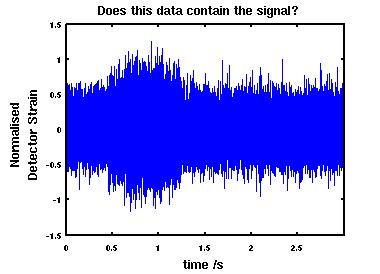 Does this data contain the signal?
1.5
1
0.5
0
-0.5
-1
-1.5
Normalised
Detector Strain
0 0.5 1 1.5 2 2.5
time /s